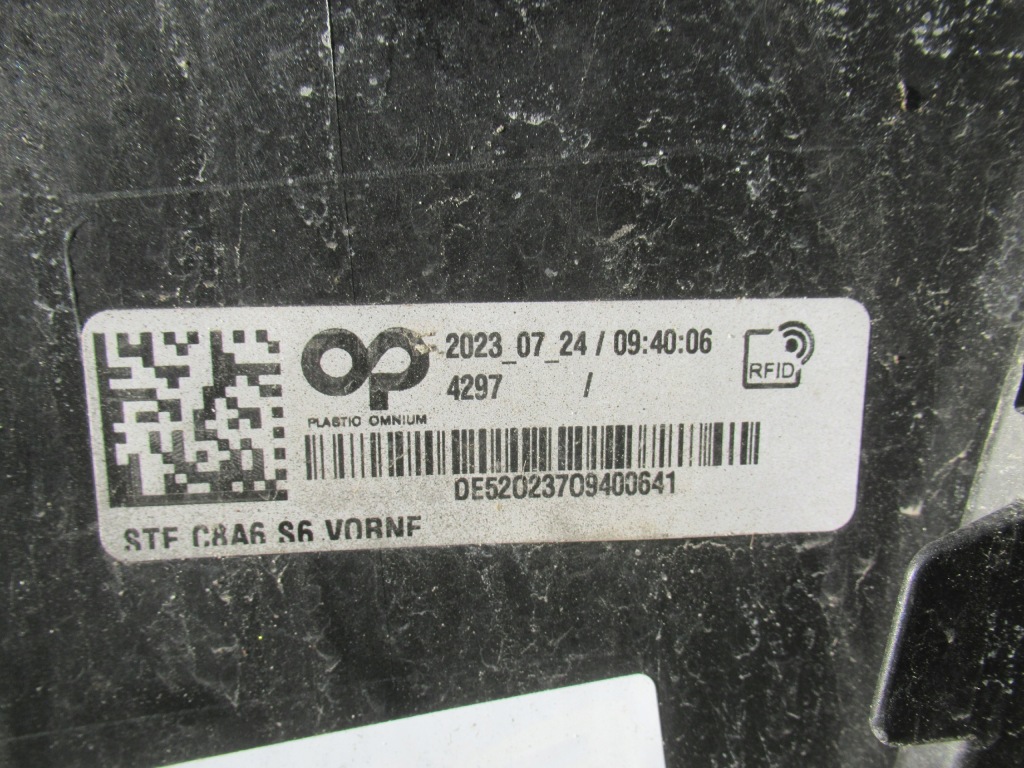 OP
PLASTIC OMNIUM
2023_07_24 / 09:40:06
4297 /
RFID
DE52023709400641
STF C8A6 S6 VORNE